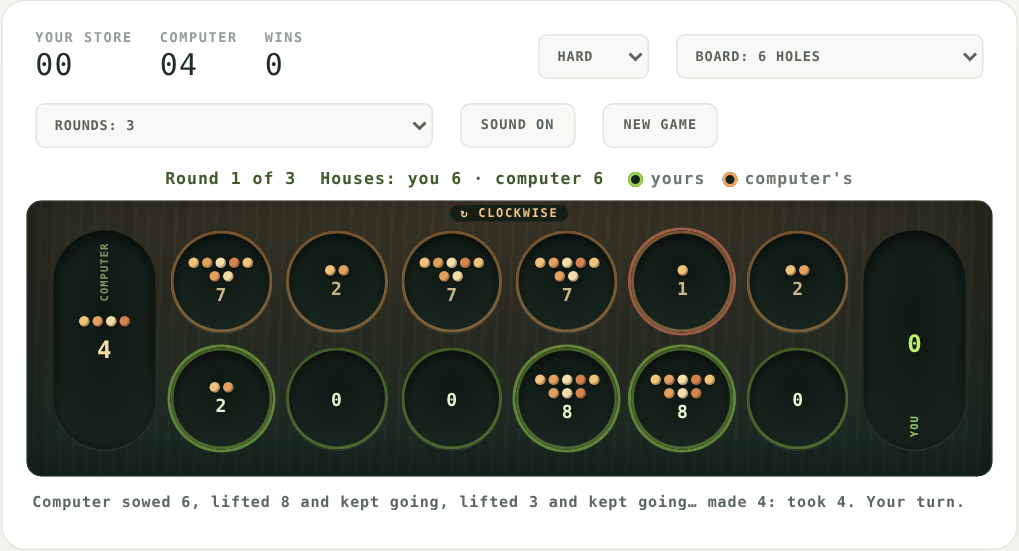 YOUR STORE COMPUTER WINS
00 04 0
HARD
BOARD: 6 HOLES
ROUNDS: 3
SOUND ON
NEW GAME
Round 1 of 3 Houses: you 6 · computer 6 yours computer's
↻ CLOCKWISE
COMPUTER
4
7 2 7 7 1 2
2 0 0 8 8 0
0
YOU
Computer sowed 6, lifted 8 and kept going, lifted 3 and kept going… made 4: took 4. Your turn.